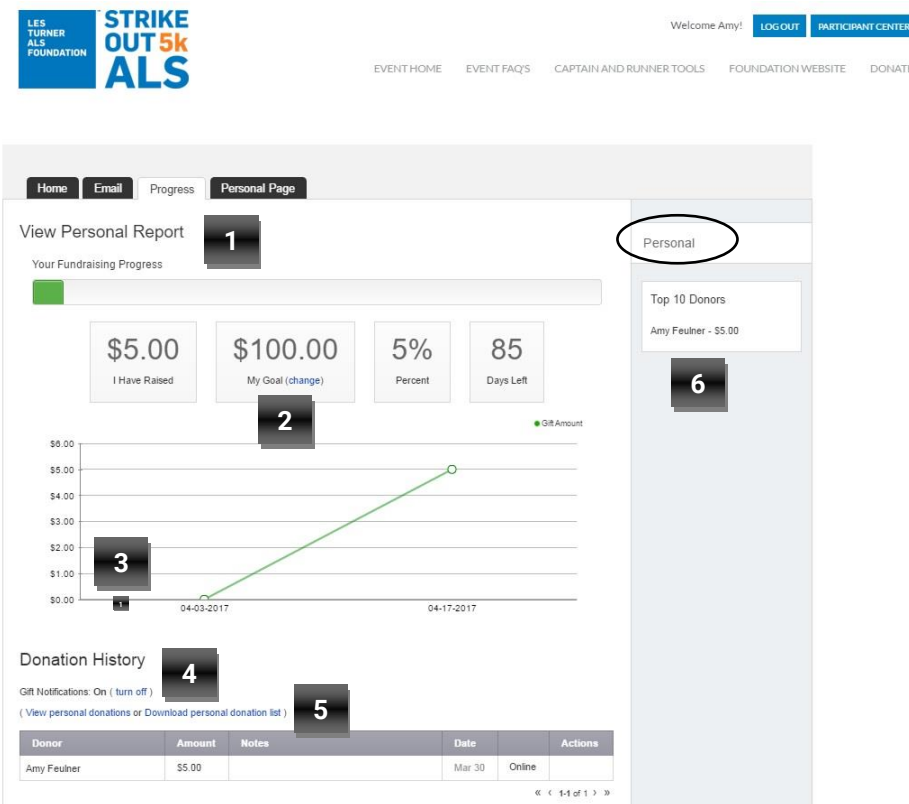 LES
TURNER
ALS
FOUNDATION
STRIKE
OUT 5k
ALS
Welcome Amy! LOG OUT PARTICIPANT CENTER
EVENT HOME EVENT FAQ'S CAPTAIN AND RUNNER TOOLS FOUNDATION WEBSITE DONAT
Home Email Progress Personal Page
View Personal Report 1
Personal
Your Fundraising Progress
Top 10 Donors
Amy Feulner - $5.00
$5.00 $100.00 5% 85
I Have Raised My Goal (change) Percent Days Left
6
2
Gift Amount
$6.00
$5.00
$4.00
$3.00
$2.00
3
$1.00
$0.00
1
04-03-2017 04-17-2017
Donation History
4
Gift Notifications: On ( turn off )
( View personal donations or Download personal donation list ) 5
Donor Amount Notes Date Actions
Amy Feulner $5.00 Mar 30 Online
« ‹ 1-1 of 1 › »